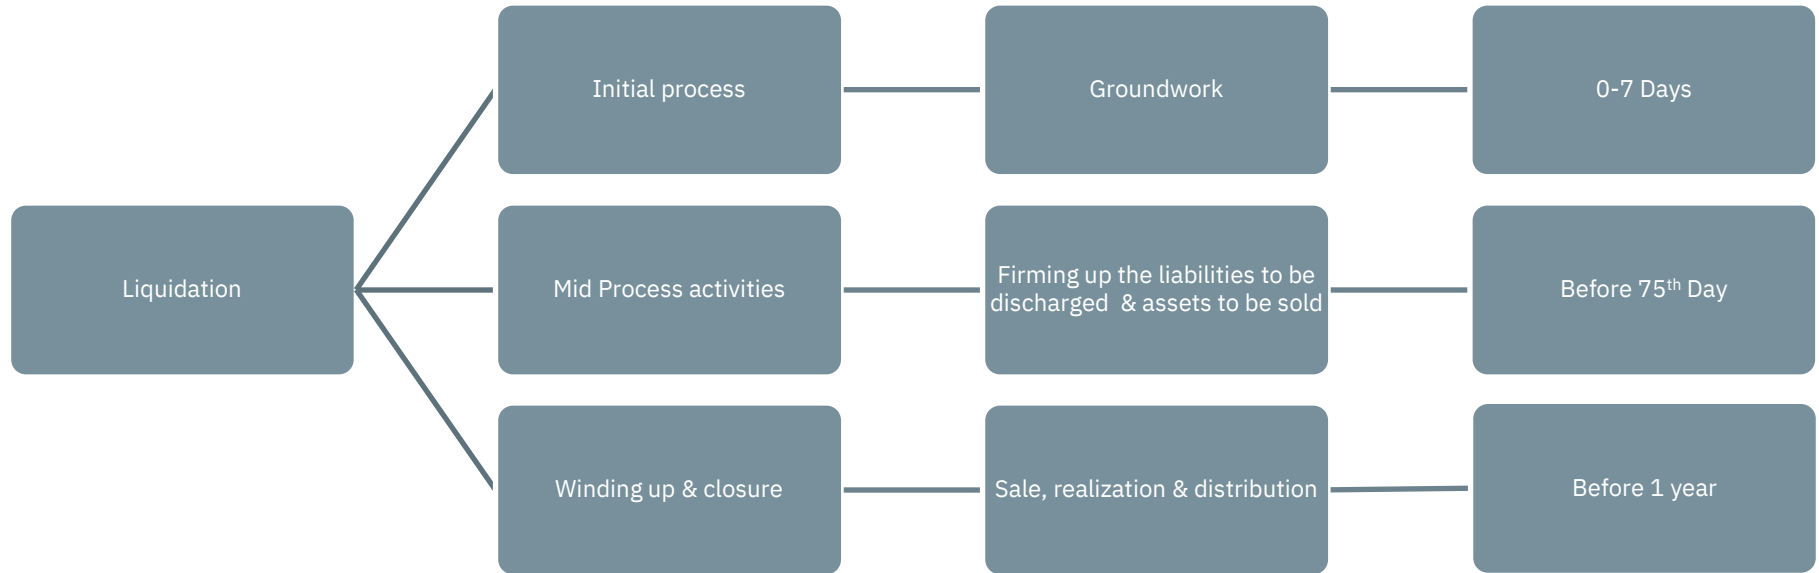 Initial process
Groundwork
0-7 Days
Liquidation
Mid Process activities
Firming up the liabilities to be
discharged & assets to be sold
Before 75th Day
Winding up & closure
Sale, realization & distribution
Before 1 year